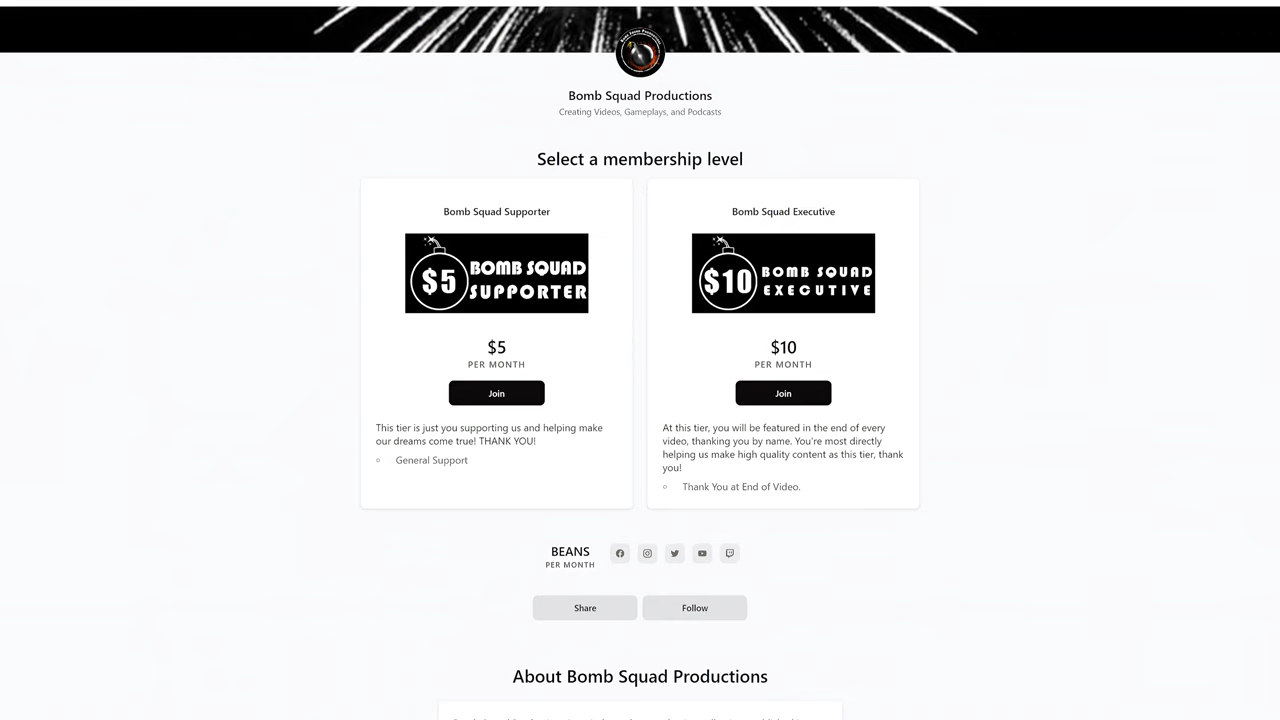 Bomb Squad Productions
Creating Videos, Gameplays, and Podcasts
Select a membership level
Bomb Squad Supporter
$5 BOMB SQUAD
SUPPORTER
$5
PER MONTH
Join
This tier is just you supporting us and helping make
our dreams come true! THANK YOU!
General Support
Bomb Squad Executive
$10 BOMB SQUAD
EXECUTIVE
$10
PER MONTH
Join
At this tier, you will be featured in the end of every
video, thanking you by name. You're most directly
helping us make high quality content as this tier, thank
you!
Thank You at End of Video.
BEANS
PER MONTH
Share
Follow
About Bomb Squad Productions